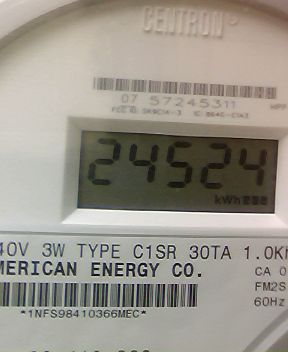 CENTRON
07 57245311
24524
kWh
40V 3W TYPE C1SR 30TA 1.0Kh
MERICAN ENERGY CO.
CA 0
FM2S
60Hz
*1NFS98410366MEC*